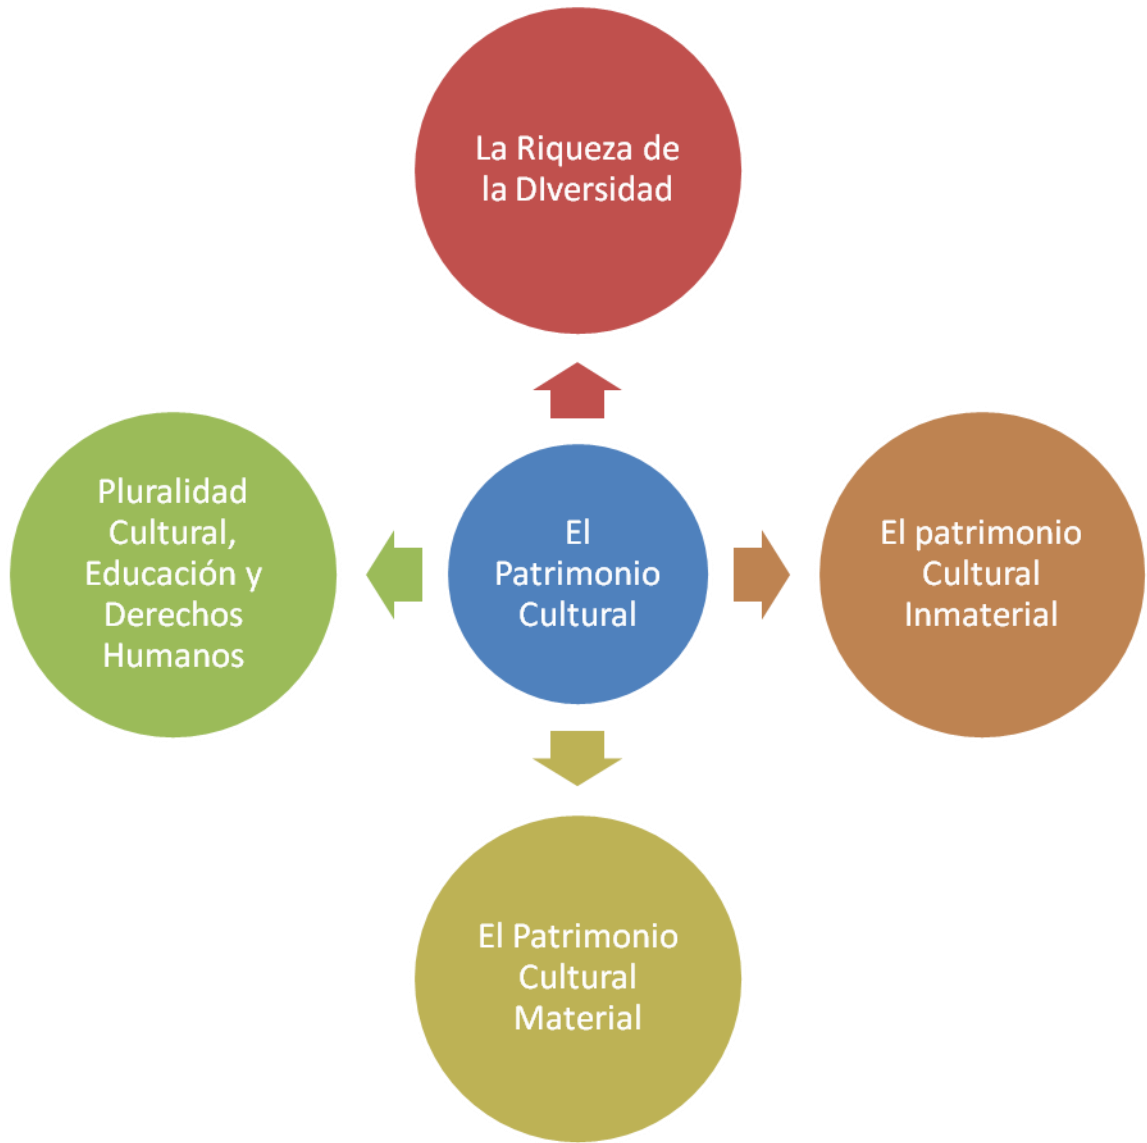 La Riqueza de
la DIversidad
Pluralidad
Cultural,
Educación y
Derechos
Humanos
El
Patrimonio
Cultural
El patrimonio
Cultural
Inmaterial
El Patrimonio
Cultural
Material